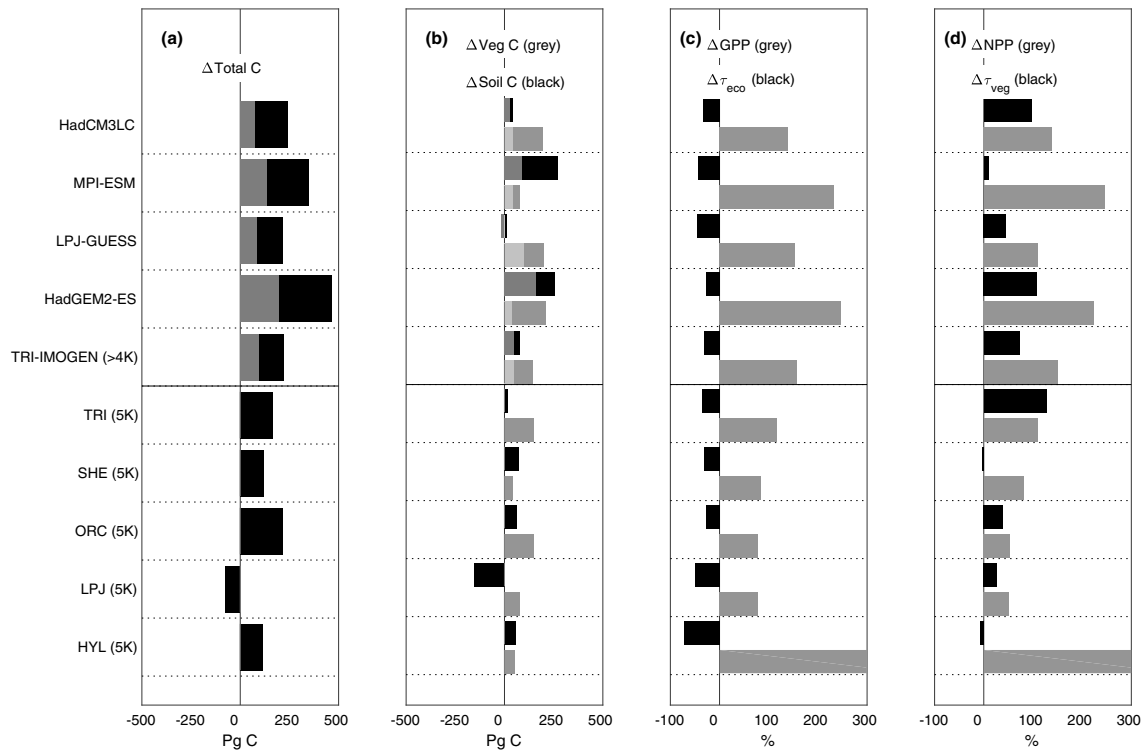 (a)
ΔTotal C
(b)
ΔVeg C (grey)
ΔSoil C (black)
(c)
ΔGPP (grey)
Δτeco (black)
(d)
ΔNPP (grey)
Δτveg (black)
HadCM3LC
MPI-ESM
LPJ-GUESS
HadGEM2-ES
TRI-IMOGEN (>4K)
TRI (5K)
SHE (5K)
ORC (5K)
LPJ (5K)
HYL (5K)
-500 0 250 500
Pg C
-500 -250 0 250 500
Pg C
-100 0 100 200 300
%
-100 0 100 200 300
%